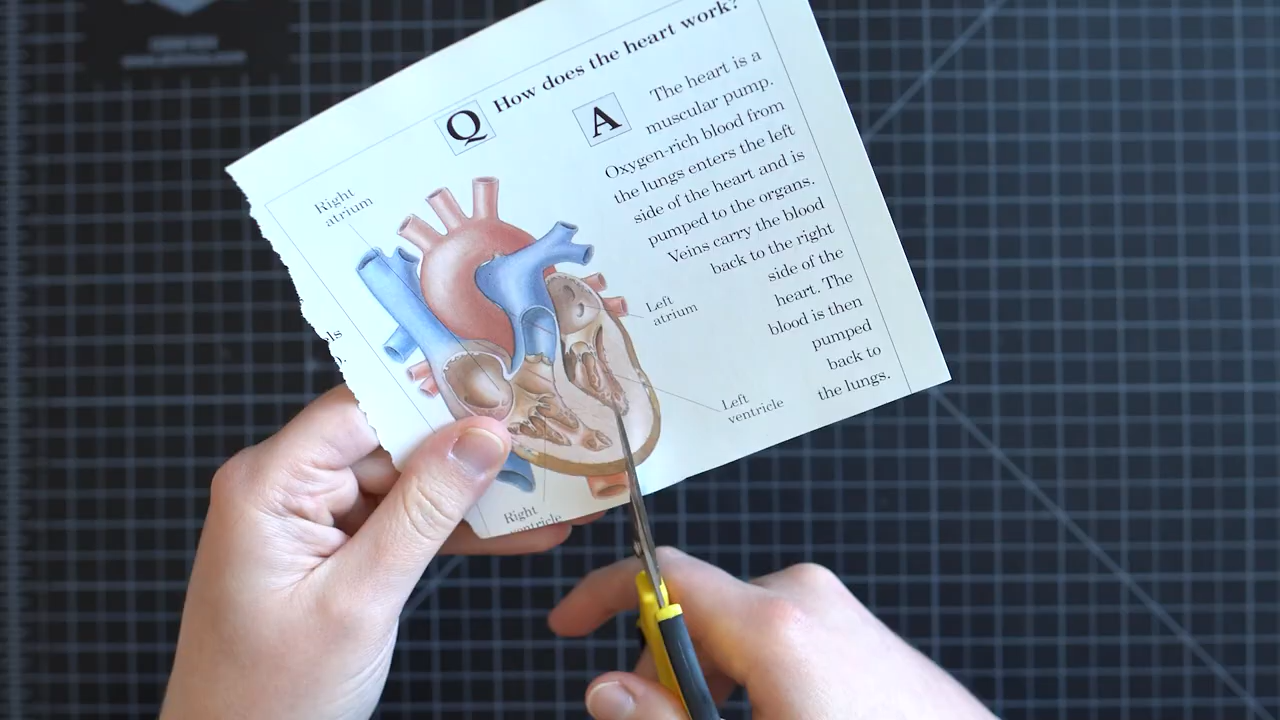 Q How does the heart work?
A The heart is a
muscular pump.
Oxygen-rich blood from
the lungs enters the left
side of the heart and is
pumped to the organs.
Veins carry the blood
back to the right
side of the
heart. The
blood is then
pumped
back to
the lungs.
Right
atrium
Left
atrium
Left
ventricle
Right
ventricle